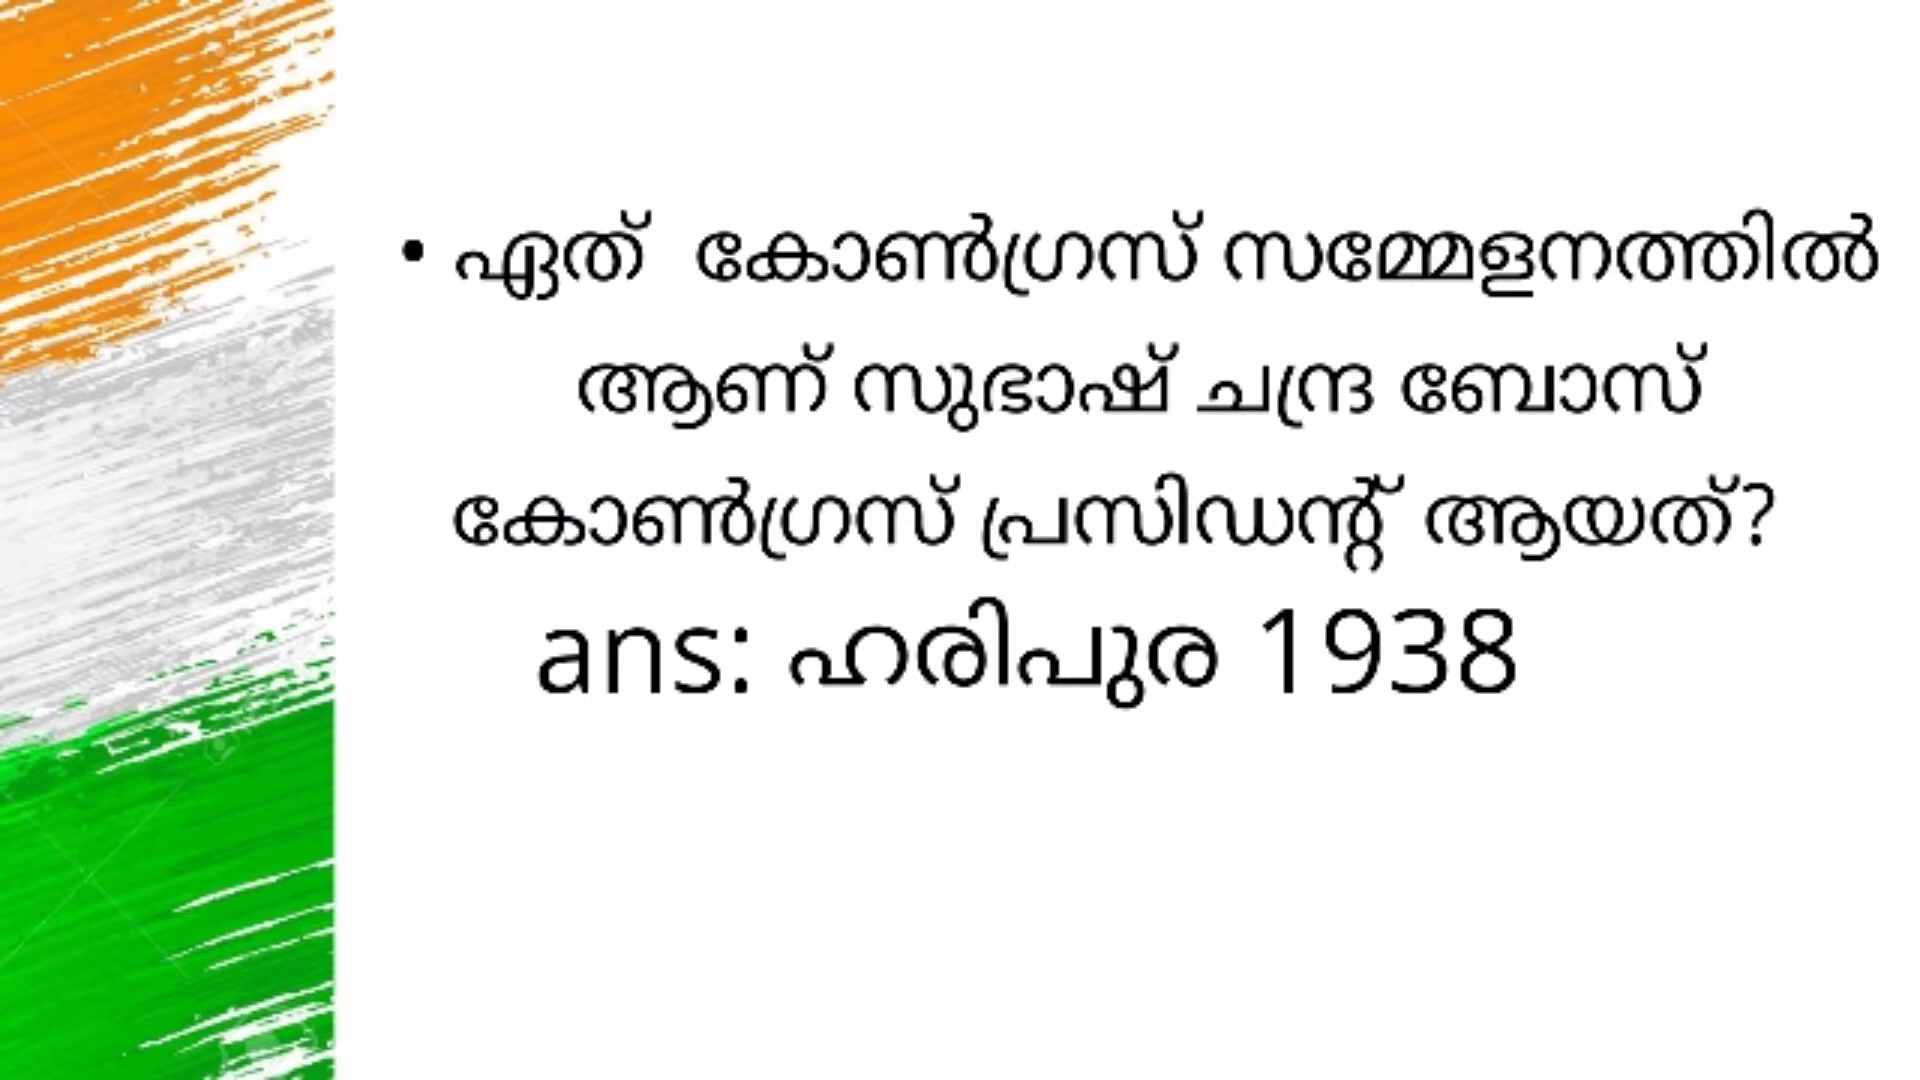 • ഏത് കോൺഗ്രസ് സമ്മേളനത്തിൽ
ആണ് സുഭാഷ് ചന്ദ്ര ബോസ്
കോൺഗ്രസ് പ്രസിഡന്റ് ആയത്?
ans: ഹരിപുര 1938